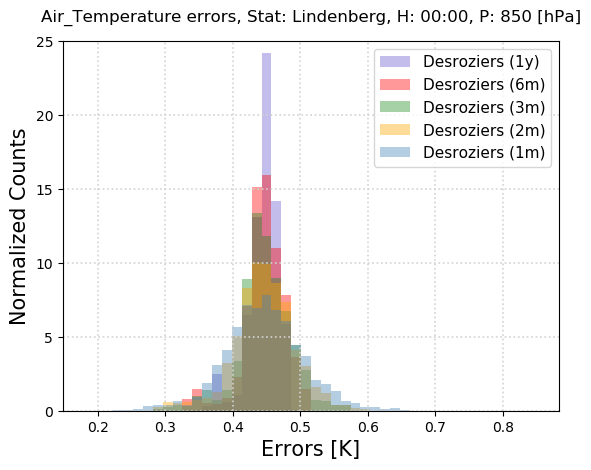 Air_Temperature errors, Stat: Lindenberg, H: 00:00, P: 850 [hPa]
25
20
15
10
5
0
Normalized Counts
Desroziers (1y)
Desroziers (6m)
Desroziers (3m)
Desroziers (2m)
Desroziers (1m)
0.2 0.3 0.4 0.5 0.6 0.7 0.8
Errors [K]